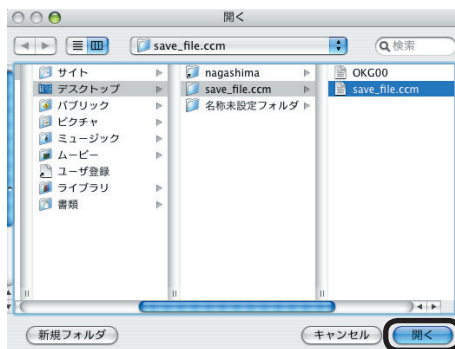 開く
save_file.ccm
検索
サイト
デスクトップ
パブリック
ピクチャ
ミュージック
ムービー
ユーザ登録
ライブラリ
書類
nagashima
save_file.ccm
名称未設定フォルダ
OKG00
save_file.ccm
新規フォルダ
キャンセル
開く